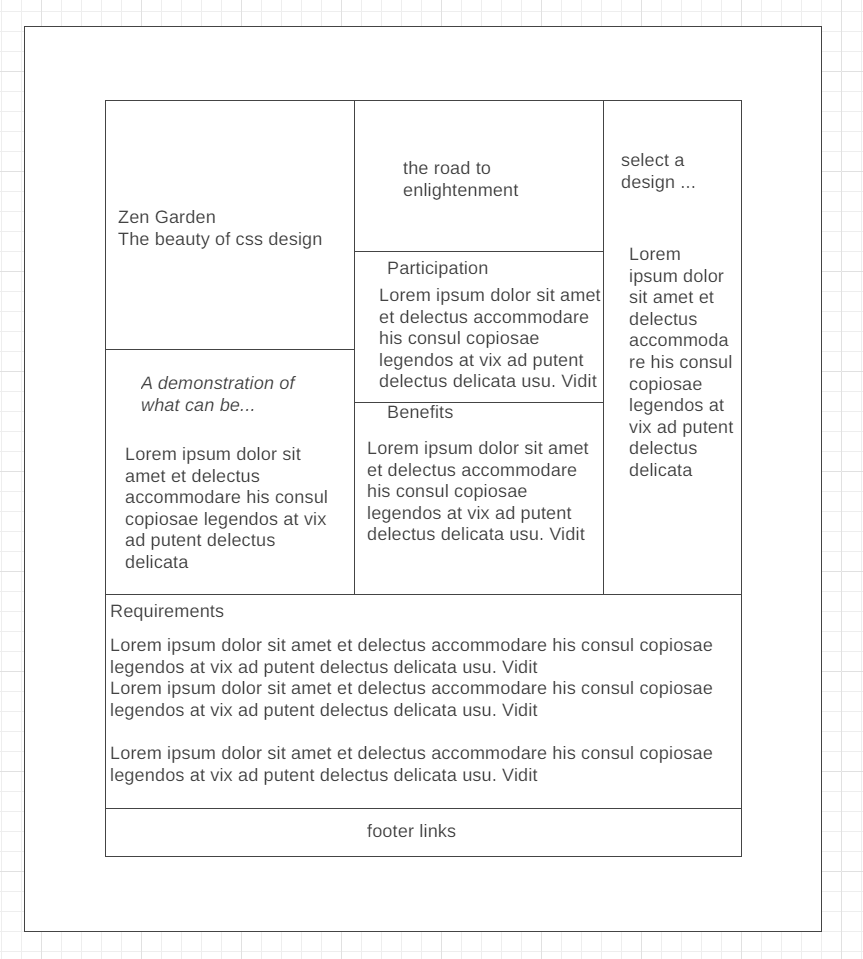 Zen Garden
The beauty of css design
A demonstration of
what can be...
Lorem ipsum dolor sit
amet et delectus
accommodare his consul
copiosae legendos at vix
ad putent delectus
delicata
the road to
enlightenment
Participation
Lorem ipsum dolor sit amet
et delectus accommodare
his consul copiosae
legendos at vix ad putent
delectus delicata usu. Vidit
Benefits
Lorem ipsum dolor sit amet
et delectus accommodare
his consul copiosae
legendos at vix ad putent
delectus delicata usu. Vidit
select a
design ...
Lorem
ipsum dolor
sit amet et
delectus
accommoda
re his consul
copiosae
legendos at
vix ad putent
delectus
delicata
Requirements
Lorem ipsum dolor sit amet et delectus accommodare his consul copiosae
legendos at vix ad putent delectus delicata usu. Vidit
Lorem ipsum dolor sit amet et delectus accommodare his consul copiosae
legendos at vix ad putent delectus delicata usu. Vidit
Lorem ipsum dolor sit amet et delectus accommodare his consul copiosae
legendos at vix ad putent delectus delicata usu. Vidit
footer links